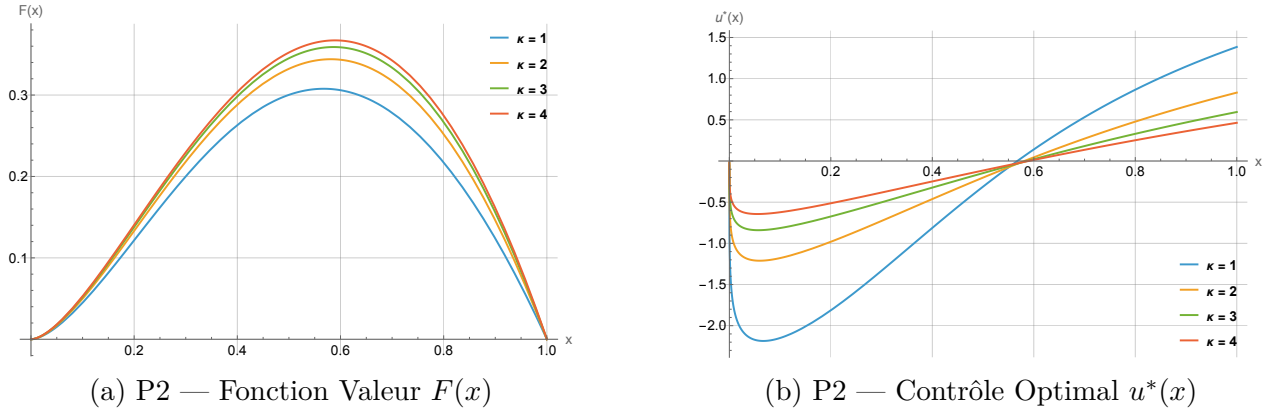 F(x)
κ = 1
κ = 2
κ = 3
κ = 4
0.3
0.2
0.1
0.2 0.4 0.6 0.8 1.0 x
(a) P2 — Fonction Valeur F(x)
u*(x)
1.5
1.0
0.5
0.2 0.4 0.6 0.8 1.0 x
−0.5
−1.0
−1.5
−2.0
κ = 1
κ = 2
κ = 3
κ = 4
(b) P2 — Contrôle Optimal u*(x)